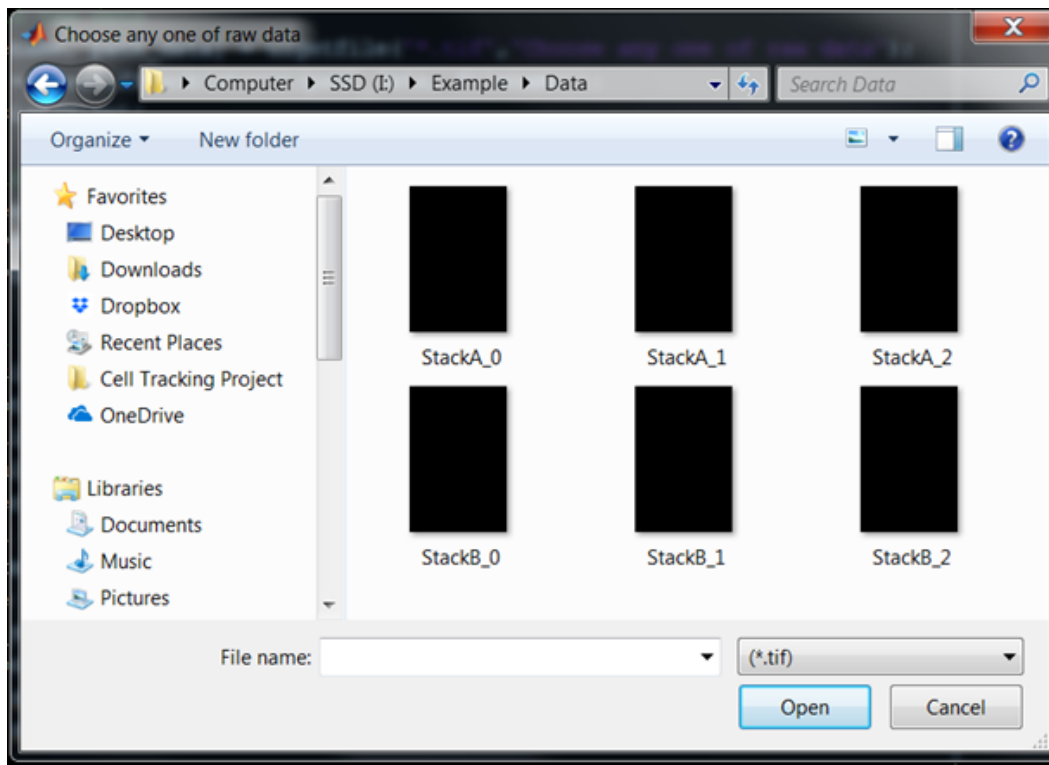 Choose any one of raw data
Computer SSD (I:) Example Data
Search Data
Organize New folder
Favorites
Desktop
Downloads
Dropbox
Recent Places
Cell Tracking Project
OneDrive
Libraries
Documents
Music
Pictures
StackA_0 StackA_1 StackA_2
StackB_0 StackB_1 StackB_2
File name: (*.tif)
Open Cancel